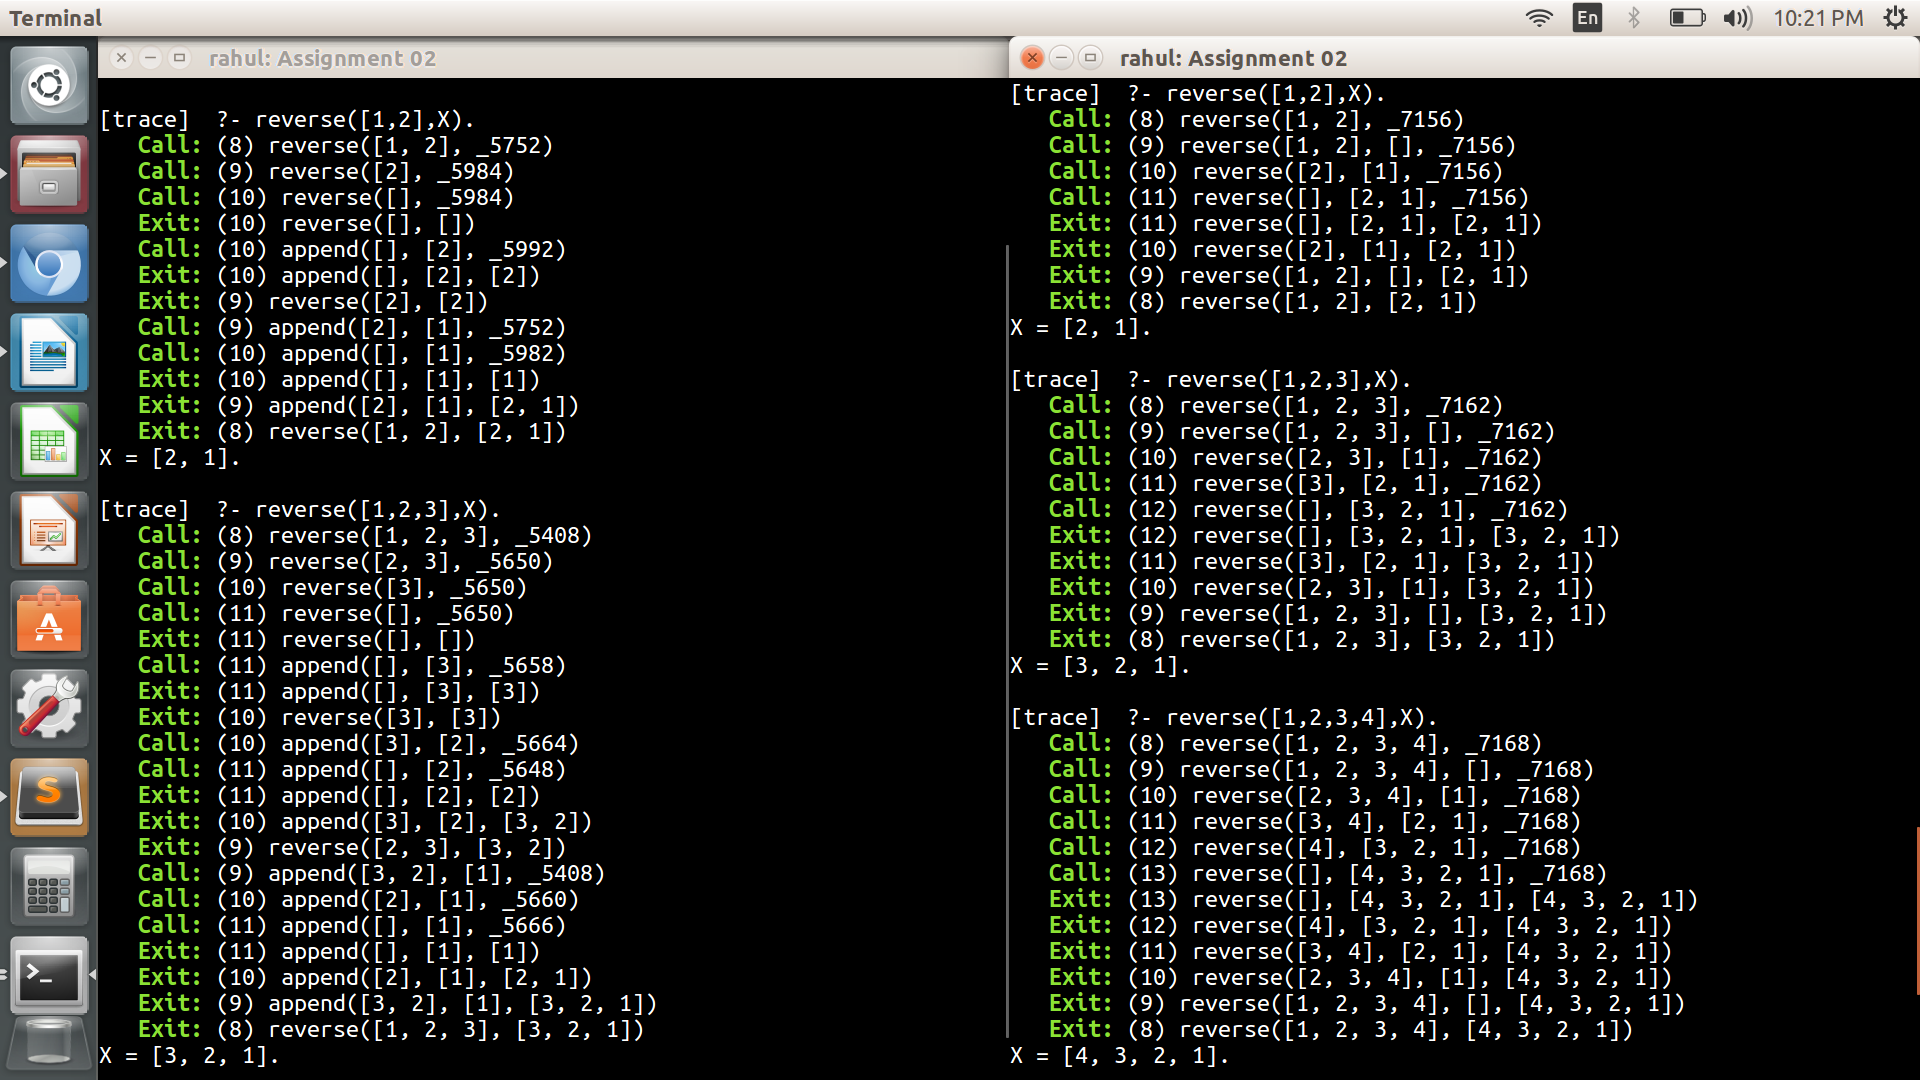 Terminal
En
10:21 PM
rahul: Assignment 02
[trace]  ?- reverse([1,2],X).
   Call: (8) reverse([1, 2], _5752)
   Call: (9) reverse([2], _5984)
   Call: (10) reverse([], _5984)
   Exit: (10) reverse([], [])
   Call: (10) append([], [2], _5992)
   Exit: (10) append([], [2], [2])
   Exit: (9) reverse([2], [2])
   Call: (9) append([2], [1], _5752)
   Call: (10) append([], [1], _5982)
   Exit: (10) append([], [1], [1])
   Exit: (9) append([2], [1], [2, 1])
   Exit: (8) reverse([1, 2], [2, 1])
X = [2, 1].
[trace]  ?- reverse([1,2,3],X).
   Call: (8) reverse([1, 2, 3], _5408)
   Call: (9) reverse([2, 3], _5650)
   Call: (10) reverse([3], _5650)
   Call: (11) reverse([], _5650)
   Exit: (11) reverse([], [])
   Call: (11) append([], [3], _5658)
   Exit: (11) append([], [3], [3])
   Exit: (10) reverse([3], [3])
   Call: (10) append([3], [2], _5664)
   Call: (11) append([], [2], _5648)
   Exit: (11) append([], [2], [2])
   Exit: (10) append([3], [2], [3, 2])
   Exit: (9) reverse([2, 3], [3, 2])
   Call: (9) append([3, 2], [1], _5408)
   Call: (10) append([2], [1], _5660)
   Call: (11) append([], [1], _5666)
   Exit: (11) append([], [1], [1])
   Exit: (10) append([2], [1], [2, 1])
   Exit: (9) append([3, 2], [1], [3, 2, 1])
   Exit: (8) reverse([1, 2, 3], [3, 2, 1])
X = [3, 2, 1].
rahul: Assignment 02
[trace]  ?- reverse([1,2],X).
   Call: (8) reverse([1, 2], _7156)
   Call: (9) reverse([1, 2], [], _7156)
   Call: (10) reverse([2], [1], _7156)
   Call: (11) reverse([], [2, 1], _7156)
   Exit: (11) reverse([], [2, 1], [2, 1])
   Exit: (10) reverse([2], [1], [2, 1])
   Exit: (9) reverse([1, 2], [], [2, 1])
   Exit: (8) reverse([1, 2], [2, 1])
X = [2, 1].
[trace]  ?- reverse([1,2,3],X).
   Call: (8) reverse([1, 2, 3], _7162)
   Call: (9) reverse([1, 2, 3], [], _7162)
   Call: (10) reverse([2, 3], [1], _7162)
   Call: (11) reverse([3], [2, 1], _7162)
   Call: (12) reverse([], [3, 2, 1], _7162)
   Exit: (12) reverse([], [3, 2, 1], [3, 2, 1])
   Exit: (11) reverse([3], [2, 1], [3, 2, 1])
   Exit: (10) reverse([2, 3], [1], [3, 2, 1])
   Exit: (9) reverse([1, 2, 3], [], [3, 2, 1])
   Exit: (8) reverse([1, 2, 3], [3, 2, 1])
X = [3, 2, 1].
[trace]  ?- reverse([1,2,3,4],X).
   Call: (8) reverse([1, 2, 3, 4], _7168)
   Call: (9) reverse([1, 2, 3, 4], [], _7168)
   Call: (10) reverse([2, 3, 4], [1], _7168)
   Call: (11) reverse([3, 4], [2, 1], _7168)
   Call: (12) reverse([4], [3, 2, 1], _7168)
   Call: (13) reverse([], [4, 3, 2, 1], _7168)
   Exit: (13) reverse([], [4, 3, 2, 1], [4, 3, 2, 1])
   Exit: (12) reverse([4], [3, 2, 1], [4, 3, 2, 1])
   Exit: (11) reverse([3, 4], [2, 1], [4, 3, 2, 1])
   Exit: (10) reverse([2, 3, 4], [1], [4, 3, 2, 1])
   Exit: (9) reverse([1, 2, 3, 4], [], [4, 3, 2, 1])
   Exit: (8) reverse([1, 2, 3, 4], [4, 3, 2, 1])
X = [4, 3, 2, 1].